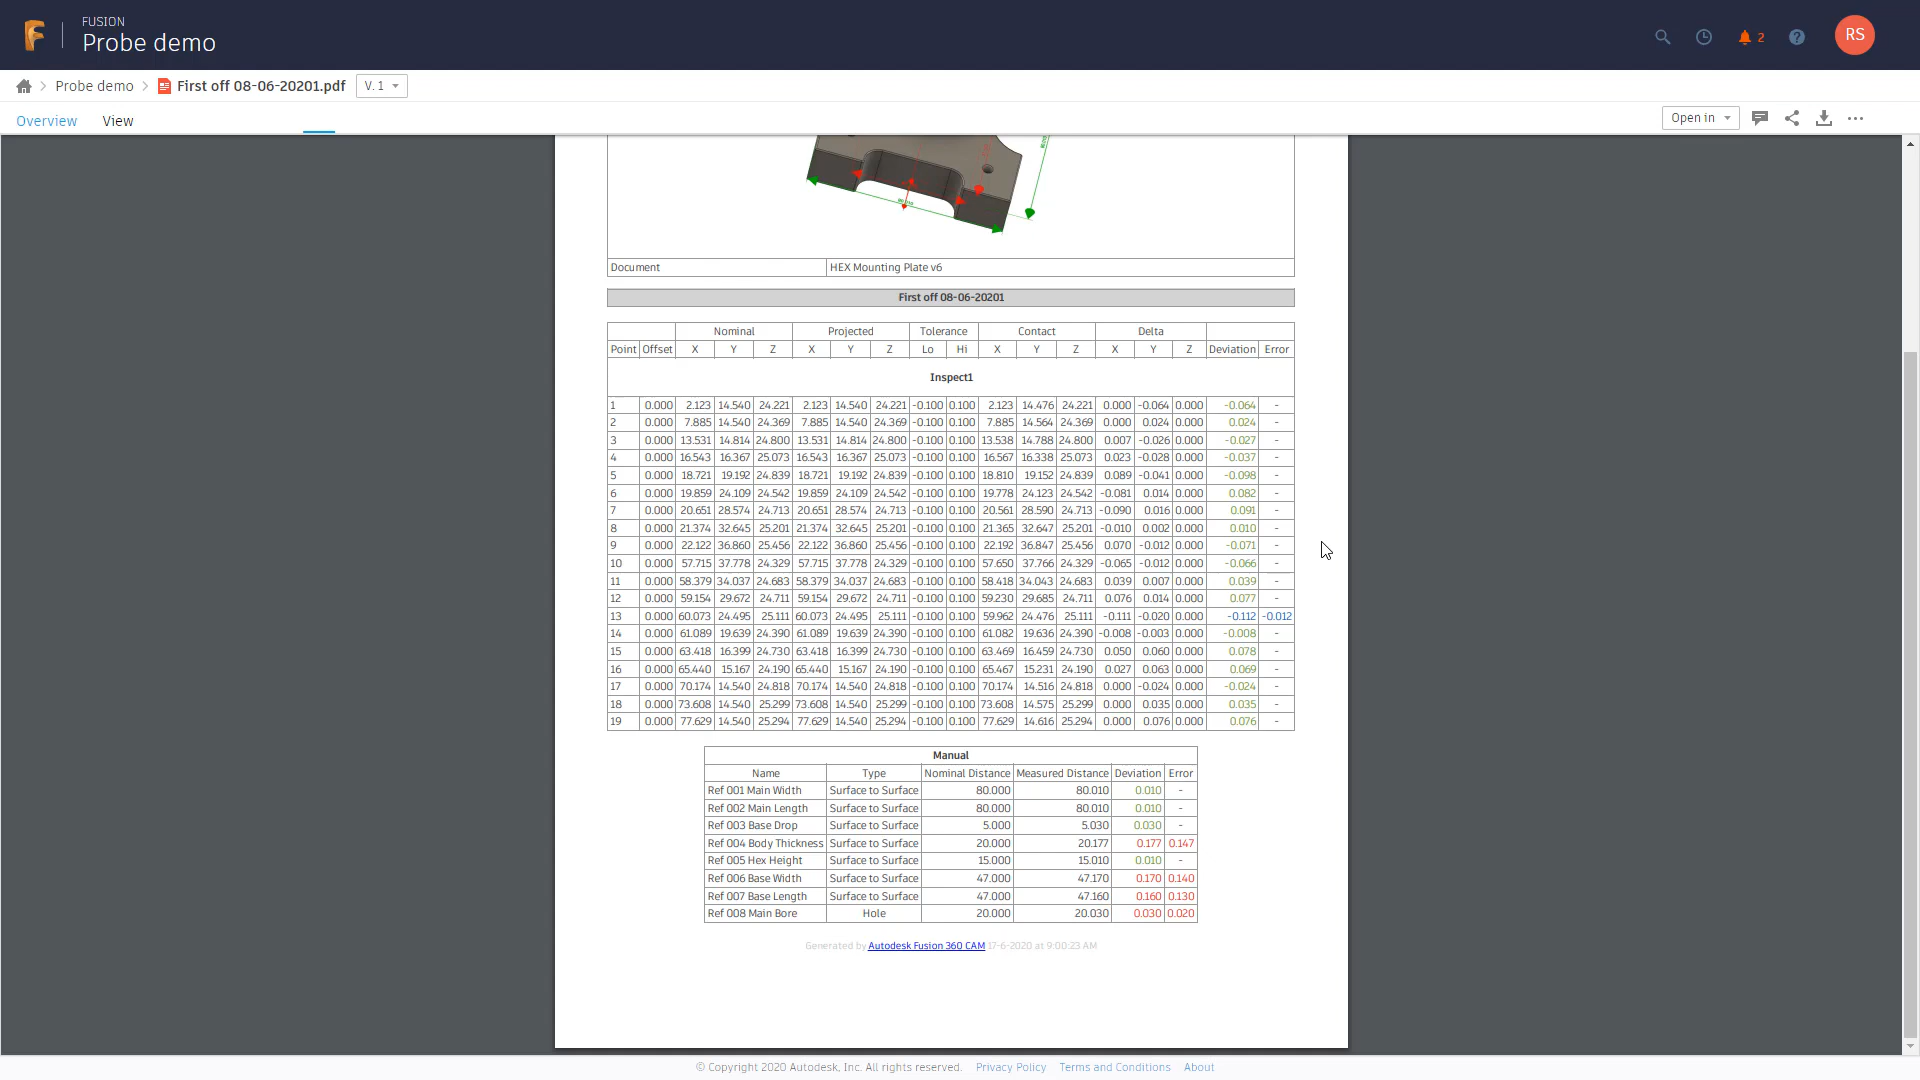 FUSION
Probe demo
2
RS
Probe demo First off 08-06-20201.pdf V. 1
Overview View
Open in
Document HEX Mounting Plate v6
First off 08-06-20201
Nominal Projected Tolerance Contact Delta
Point Offset X Y Z X Y Z Lo Hi X Y Z X Y Z Deviation Error
Inspect1
1 0.000 2.123 14.540 24.221 2.123 14.540 24.221 -0.100 0.100 2.123 14.476 24.221 0.000 -0.064 0.000 -0.064 -
2 0.000 7.885 14.540 24.369 7.885 14.540 24.369 -0.100 0.100 7.885 14.564 24.369 0.000 0.024 0.000 0.024 -
3 0.000 13.531 14.814 24.800 13.531 14.814 24.800 -0.100 0.100 13.538 14.788 24.800 0.007 -0.026 0.000 -0.027 -
4 0.000 16.543 16.367 25.073 16.543 16.367 25.073 -0.100 0.100 16.567 16.338 25.073 0.023 -0.028 0.000 -0.037 -
5 0.000 18.721 19.192 24.839 18.721 19.192 24.839 -0.100 0.100 18.810 19.152 24.839 0.089 -0.041 0.000 -0.098 -
6 0.000 19.859 24.109 24.542 19.859 24.109 24.542 -0.100 0.100 19.778 24.123 24.542 -0.081 0.014 0.000 0.082 -
7 0.000 20.651 28.574 24.713 20.651 28.574 24.713 -0.100 0.100 20.561 28.590 24.713 -0.090 0.016 0.000 0.091 -
8 0.000 21.374 32.645 25.201 21.374 32.645 25.201 -0.100 0.100 21.365 32.647 25.201 -0.010 0.002 0.000 0.010 -
9 0.000 22.122 36.860 25.456 22.122 36.860 25.456 -0.100 0.100 22.192 36.847 25.456 0.070 -0.012 0.000 -0.071 -
10 0.000 57.715 37.778 24.329 57.715 37.778 24.329 -0.100 0.100 57.650 37.766 24.329 -0.065 -0.012 0.000 -0.066 -
11 0.000 58.379 34.037 24.683 58.379 34.037 24.683 -0.100 0.100 58.418 34.043 24.683 0.039 0.007 0.000 0.039 -
12 0.000 59.154 29.672 24.711 59.154 29.672 24.711 -0.100 0.100 59.230 29.685 24.711 0.076 0.014 0.000 0.077 -
13 0.000 60.073 24.495 25.111 60.073 24.495 25.111 -0.100 0.100 59.962 24.476 25.111 -0.111 -0.020 0.000 -0.112 -0.012
14 0.000 61.089 19.639 24.390 61.089 19.639 24.390 -0.100 0.100 61.082 19.636 24.390 -0.008 -0.003 0.000 -0.008 -
15 0.000 63.418 16.399 24.730 63.418 16.399 24.730 -0.100 0.100 63.469 16.459 24.730 0.050 0.060 0.000 0.078 -
16 0.000 65.440 15.167 24.190 65.440 15.167 24.190 -0.100 0.100 65.467 15.231 24.190 0.027 0.063 0.000 0.069 -
17 0.000 70.174 14.540 24.818 70.174 14.540 24.818 -0.100 0.100 70.174 14.516 24.818 0.000 -0.024 0.000 -0.024 -
18 0.000 73.608 14.540 25.299 73.608 14.540 25.299 -0.100 0.100 73.608 14.575 25.299 0.000 0.035 0.000 0.035 -
19 0.000 77.629 14.540 25.294 77.629 14.540 25.294 -0.100 0.100 77.629 14.616 25.294 0.000 0.076 0.000 0.076 -
Manual
Name Type Nominal Distance Measured Distance Deviation Error
Ref 001 Main Width Surface to Surface 80.000 80.010 0.010 -
Ref 002 Main Length Surface to Surface 80.000 80.010 0.010 -
Ref 003 Base Drop Surface to Surface 5.000 5.030 0.030 -
Ref 004 Body Thickness Surface to Surface 20.000 20.177 0.177 0.147
Ref 005 Hex Height Surface to Surface 15.000 15.010 0.010 -
Ref 006 Base Width Surface to Surface 47.000 47.170 0.170 0.140
Ref 007 Base Length Surface to Surface 47.000 47.160 0.160 0.130
Ref 008 Main Bore Hole 20.000 20.030 0.030 0.020
Generated by Autodesk Fusion 360 CAM 17-6-2020 at 9:00:23 AM
© Copyright 2020 Autodesk, Inc. All rights reserved. Privacy Policy Terms and Conditions About